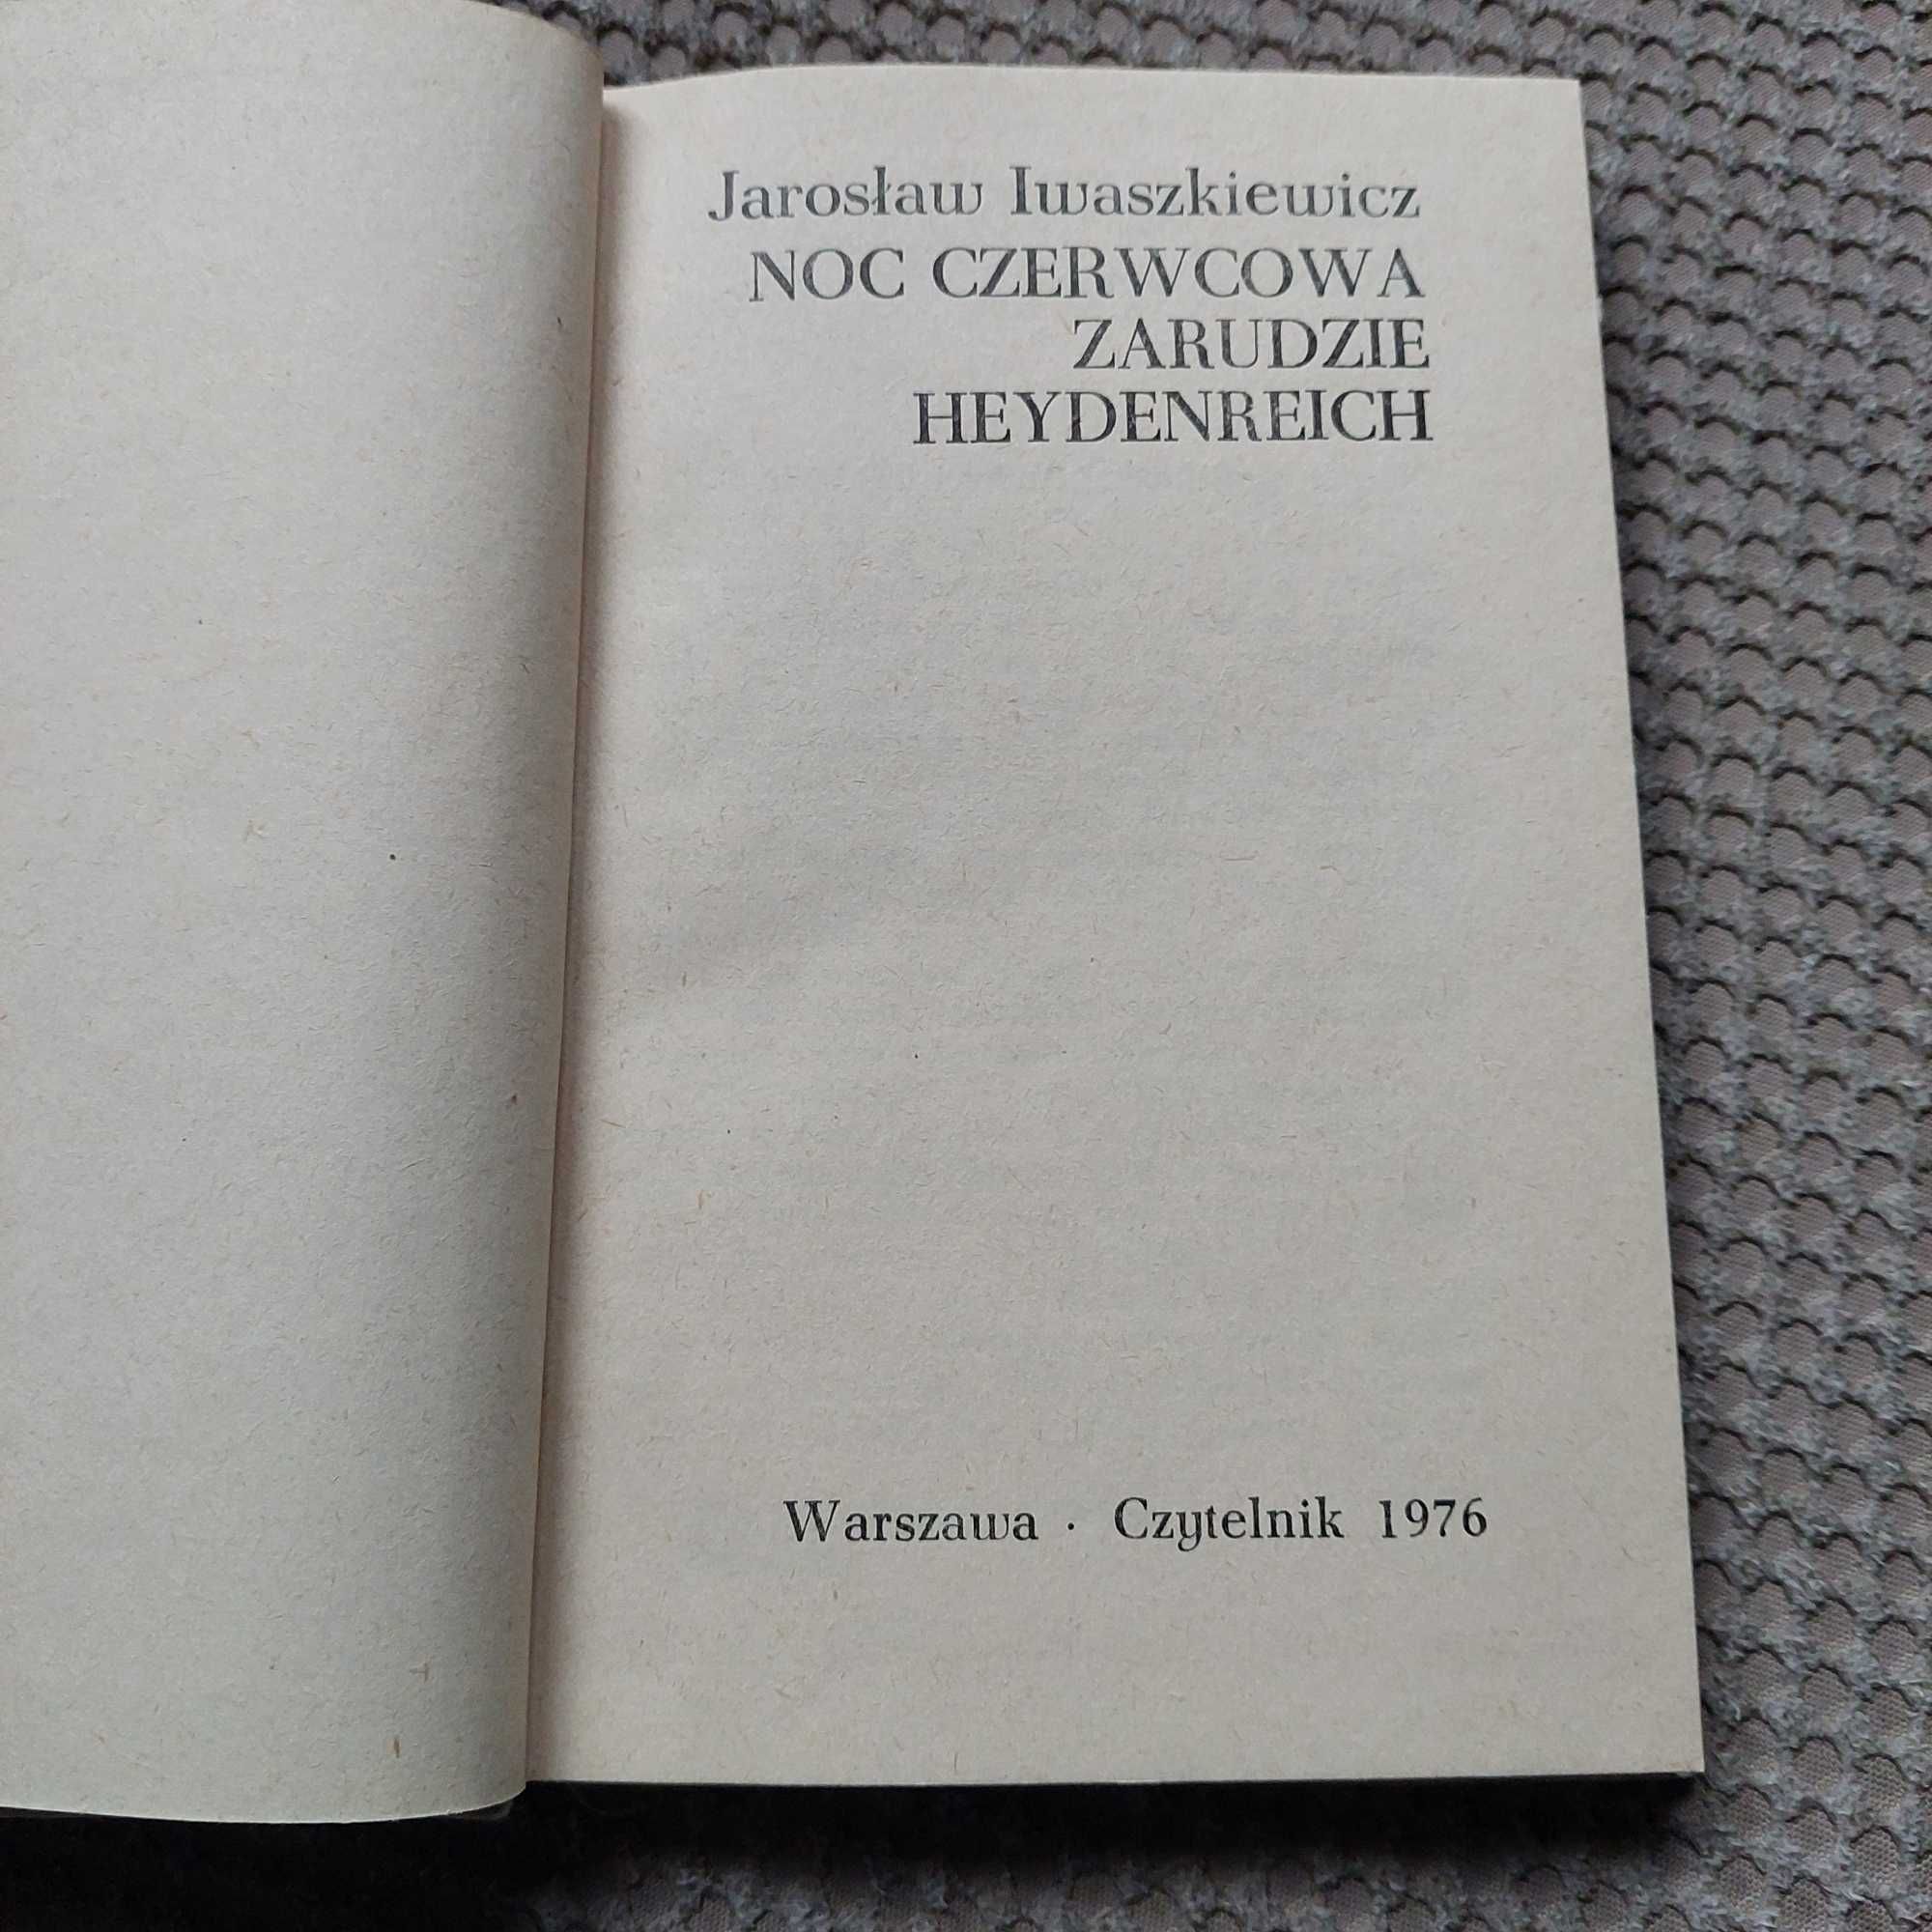 Jarosław Iwaszkiewicz
NOC CZERWCOWA
ZARUDZIE
HEYDENREICH
Warszawa · Czytelnik 1976